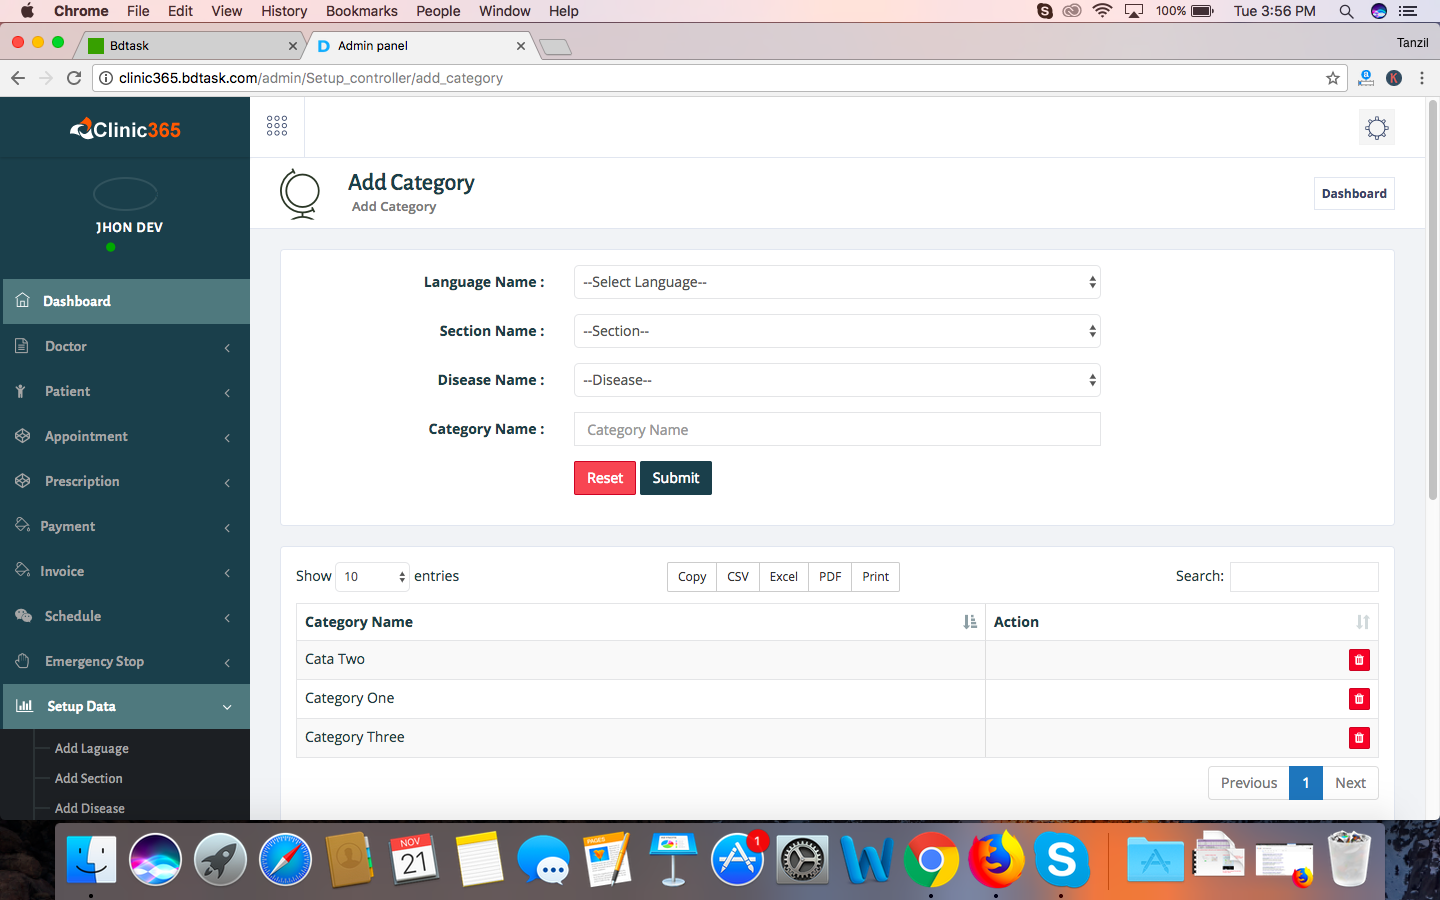 Chrome File Edit View History Bookmarks People Window Help 100% Tue 3:56 PM
Bdtask Admin panel Tanzil
clinic365.bdtask.com/admin/Setup_controller/add_category
Clinic365
JHON DEV
Dashboard
Doctor
Patient
Appointment
Prescription
Payment
Invoice
Schedule
Emergency Stop
Setup Data
Add Laguage
Add Section
Add Disease
Add Category
Add Category
Dashboard
Language Name : --Select Language--
Section Name : --Section--
Disease Name : --Disease--
Category Name : Category Name
Reset Submit
Show 10 entries Copy CSV Excel PDF Print Search:
Category Name Action
Cata Two
Category One
Category Three
Previous 1 Next
NOV
21
PAGES
1